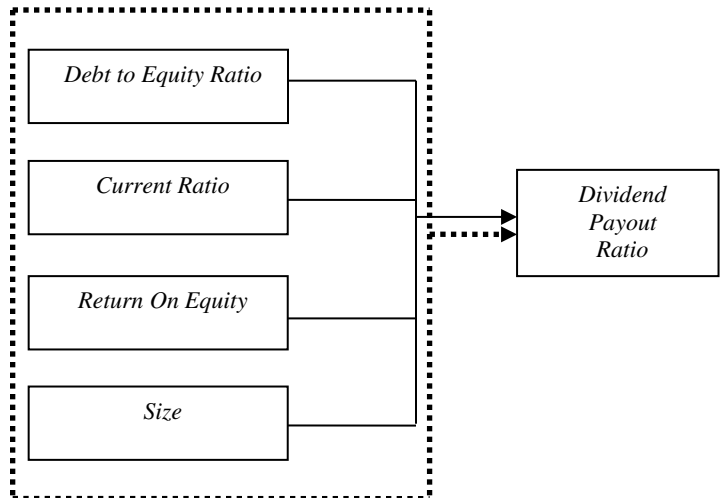 Debt to Equity Ratio
Current Ratio
Return On Equity
Size
Dividend
Payout
Ratio